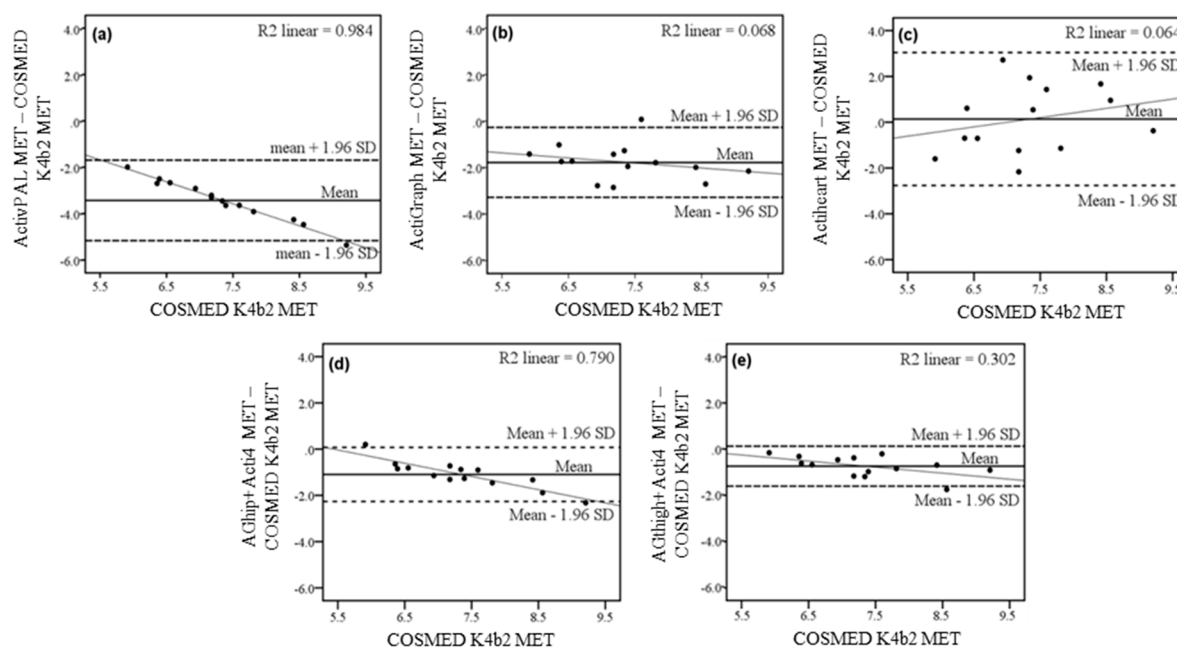 (a)
R2 linear = 0.984
ActivPAL MET – COSMED
K4b2 MET
4.0
2.0
.0
-2.0
-4.0
-6.0
mean + 1.96 SD
Mean
mean - 1.96 SD
5.5 6.5 7.5 8.5 9.5
COSMED K4b2 MET
(b)
R2 linear = 0.068
ActiGraph MET – COSMED
K4b2 MET
4.0
2.0
.0
-2.0
-4.0
-6.0
Mean + 1.96 SD
Mean
Mean - 1.96 SD
5.5 6.5 7.5 8.5 9.5
COSMED K4b2 MET
(c)
R2 linear = 0.064
Actiheart MET – COSMED
K4b2 MET
4.0
2.0
.0
-2.0
-4.0
-6.0
Mean + 1.96 SD
Mean
Mean - 1.96 SD
5.5 6.5 7.5 8.5 9.5
COSMED K4b2 MET
(d)
R2 linear = 0.790
AGhip+Acti4 MET –
COSMED K4b2 MET
4.0
2.0
.0
-2.0
-4.0
-6.0
Mean + 1.96 SD
Mean
Mean - 1.96 SD
5.5 6.5 7.5 8.5 9.5
COSMED K4b2 MET
(e)
R2 linear = 0.302
AGthigh+Acti4 MET –
COSMED K4b2 MET
4.0
2.0
.0
-2.0
-4.0
-6.0
Mean + 1.96 SD
Mean
Mean - 1.96 SD
5.5 6.5 7.5 8.5 9.5
COSMED K4b2 MET